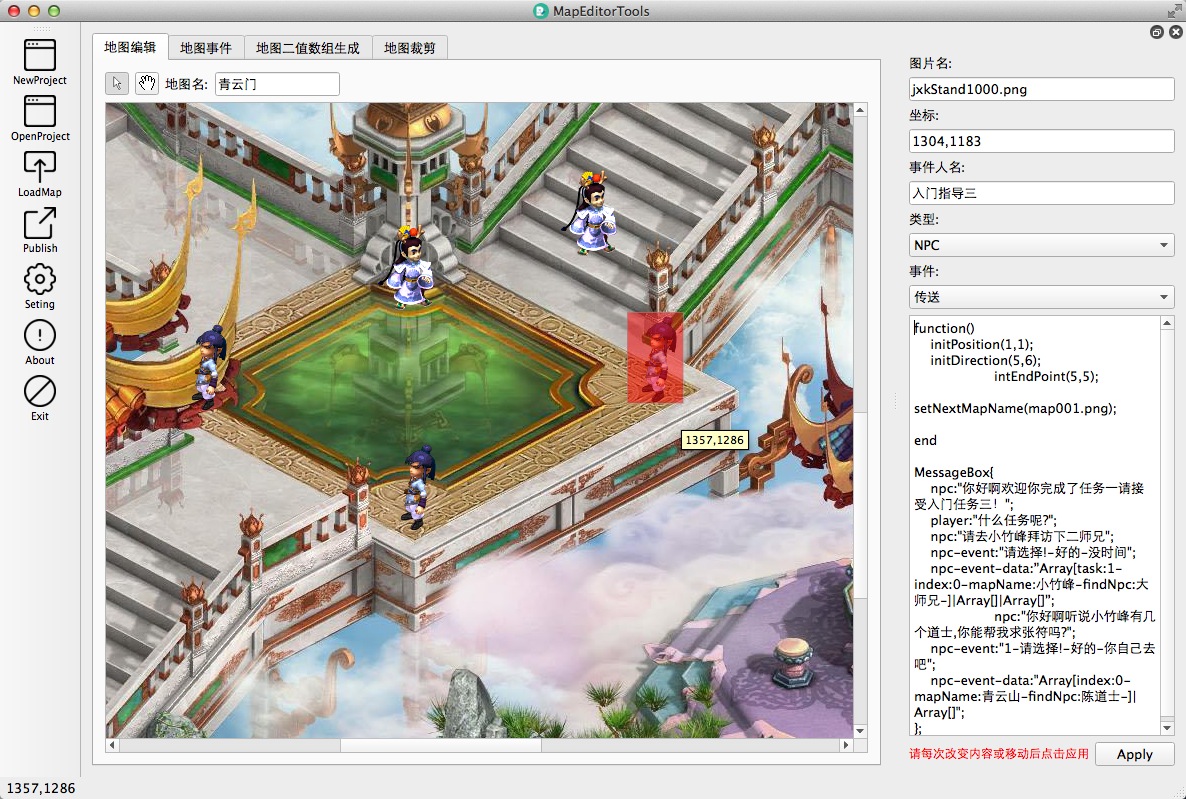 MapEditorTools
NewProject
OpenProject
LoadMap
Publish
Seting
About
Exit
地图编辑
地图事件
地图二值数组生成
地图裁剪
地图名:
青云门
1357,1286
图片名:
jxkStand1000.png
坐标:
1304,1183
事件人名:
入门指导三
类型:
NPC
事件:
传送
function()
initPosition(1,1);
initDirection(5,6);
intEndPoint(5,5);
setNextMapName(map001.png);
end
MessageBox{
npc:"你好啊欢迎你完成了任务一请接
受入门任务三！";
player:"什么任务呢?";
npc:"请去小竹峰拜访下二师兄";
npc-event:"请选择!-好的-没时间";
npc-event-data:"Array[task:1-
index:0-mapName:小竹峰-findNpc:大
师兄-]|Array[]|Array[]";
npc:"你好啊听说小竹峰有几
个道士,你能帮我求张符吗?";
npc-event:"1-请选择!-好的-你自己去
吧";
npc-event-data:"Array[index:0-
mapName:青云山-findNpc:陈道士-]|
Array[]";
};
请每次改变内容或移动后点击应用
Apply
1357,1286